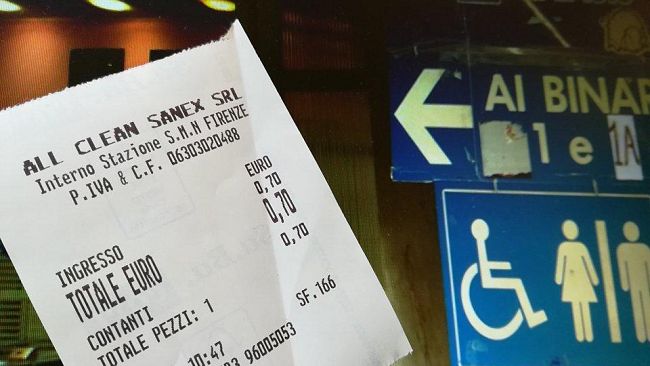 ALL CLEAN SANEX SRL
Interno Stazione S.M.N FIRENZE
P.IVA & C.F. 06303020488
EURO
INGRESSO 0,70
TOTALE EURO 0,70
CONTANTI 0,70
TOTALE PEZZI: 1
SF.166
10:47
96005053
AI BINAR
1 e 1A